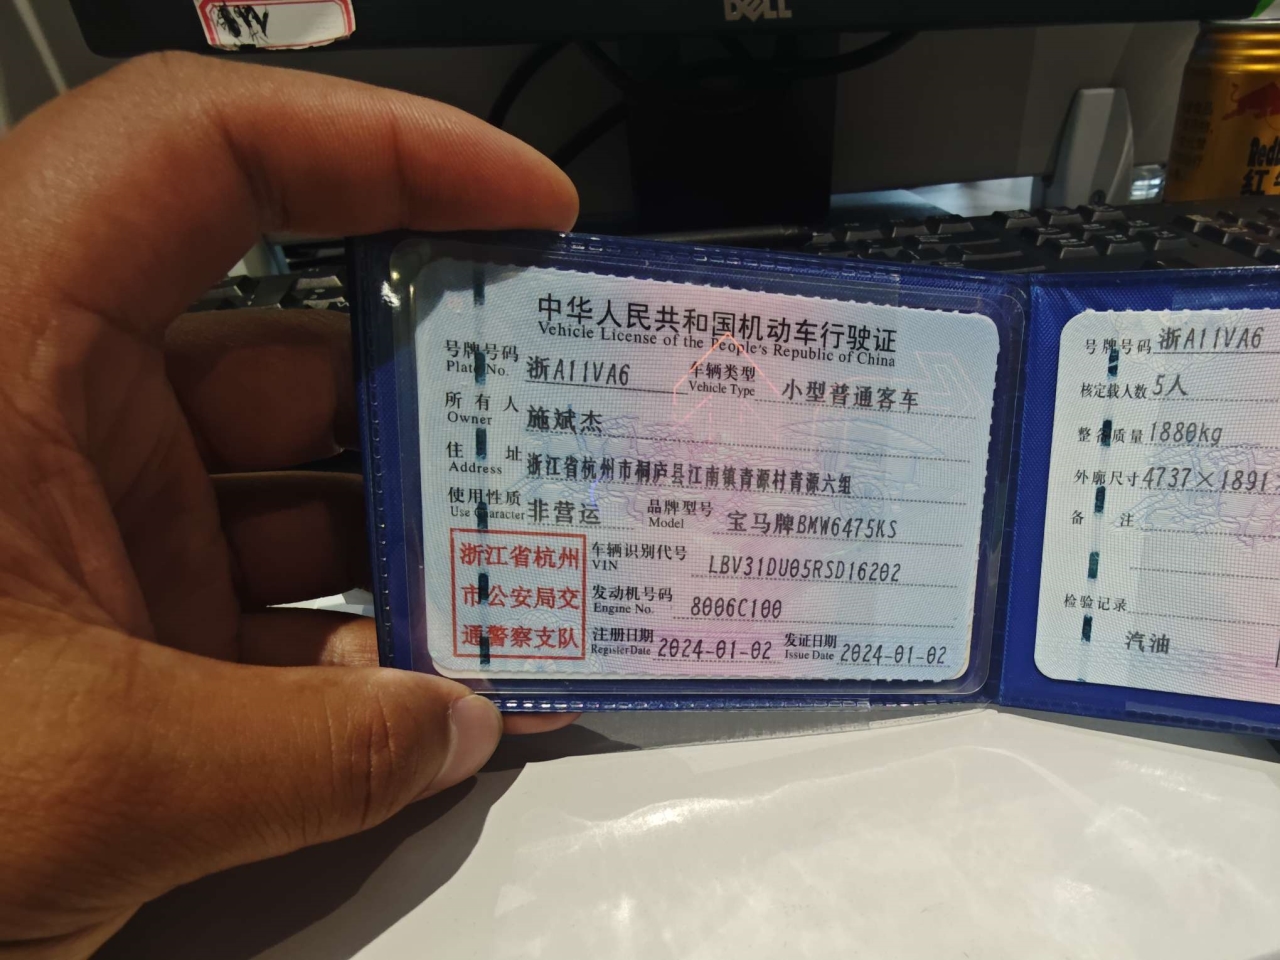 DELL
中华人民共和国机动车行驶证
Vehicle License of the People's Republic of China
号牌号码 浙A11VA6 车辆类型 小型普通客车
Plate No. Vehicle Type
所有人 施斌杰
Owner
住址 浙江省杭州市桐庐县江南镇青源村青源六组
Address
使用性质 非营运 品牌型号 宝马牌BMW6475KS
Use Character Model
浙江省杭州
市公安局交
通警察支队
车辆识别代号 LBV31DU05RSD16202
VIN
发动机号码 8006C100
Engine No.
注册日期 2024-01-02 发证日期 2024-01-02
Register Date Issue Date
号牌号码 浙A11VA6
核定载人数 5人
整备质量 1880kg
外廓尺寸 4737×1891
备注
检验记录
汽油
Red
红